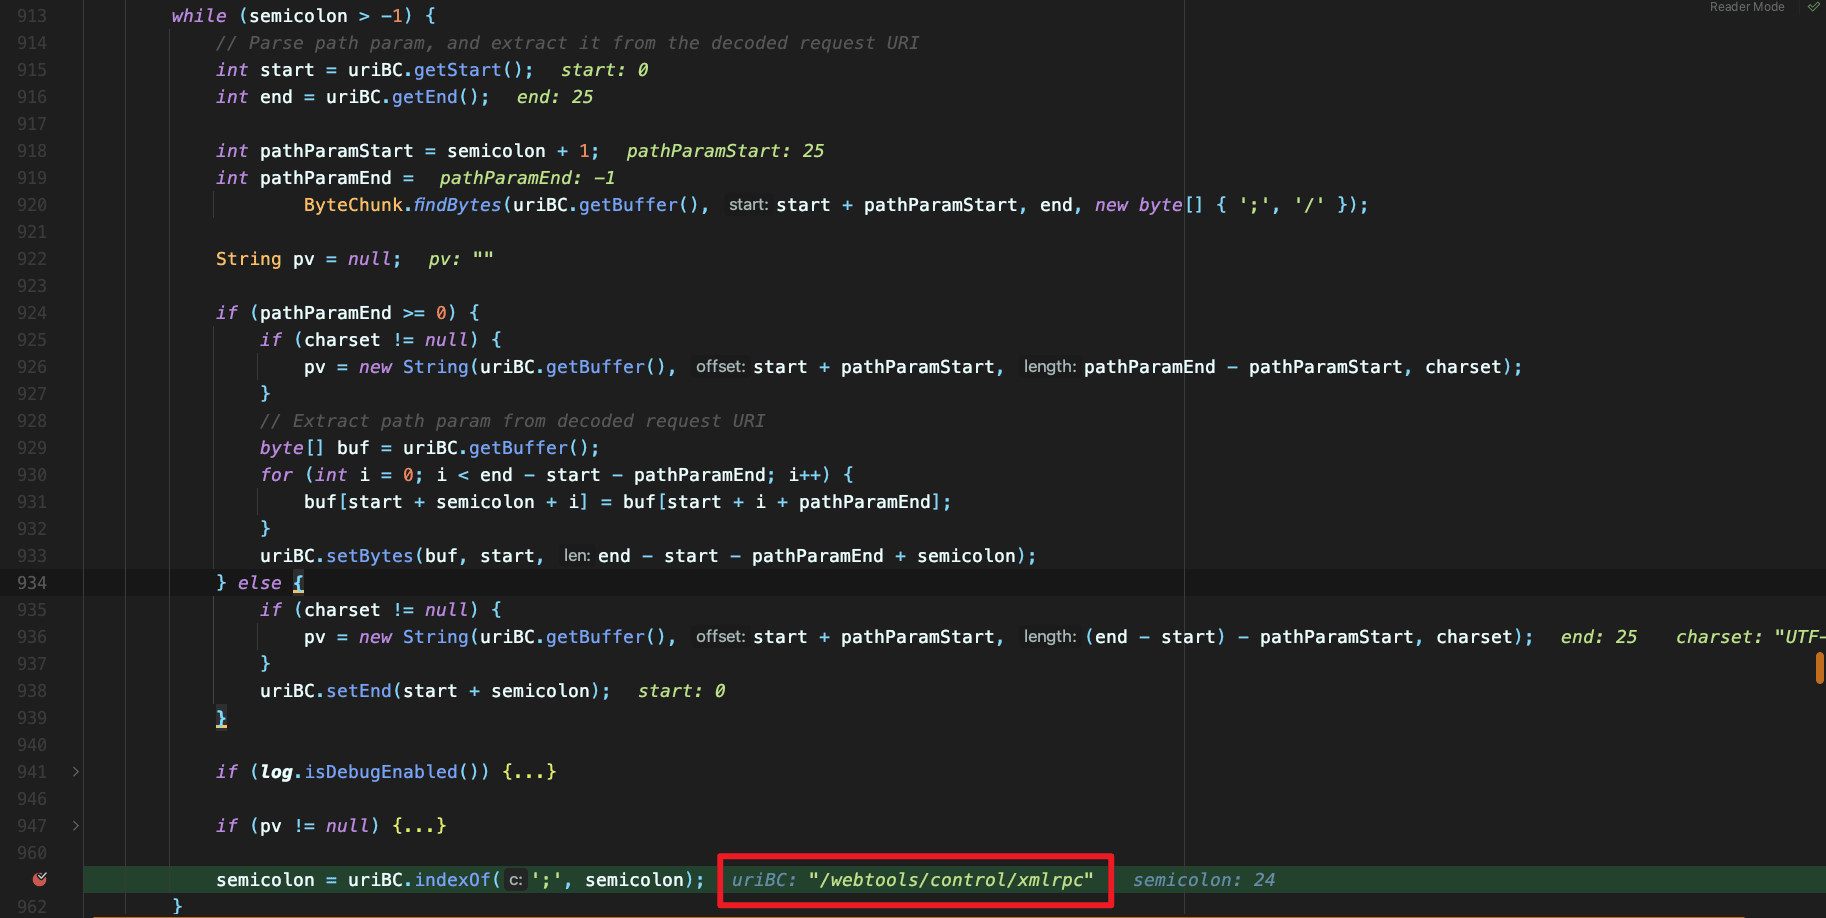 Reader Mode
913 while (semicolon > -1) {
914 // Parse path param, and extract it from the decoded request URI
915 int start = uriBC.getStart(); start: 0
916 int end = uriBC.getEnd(); end: 25
917
918 int pathParamStart = semicolon + 1; pathParamStart: 25
919 int pathParamEnd = pathParamEnd: -1
920 ByteChunk.findBytes(uriBC.getBuffer(), start: start + pathParamStart, end, new byte[] { ';', '/' });
921
922 String pv = null; pv: ""
923
924 if (pathParamEnd >= 0) {
925 if (charset != null) {
926 pv = new String(uriBC.getBuffer(), offset: start + pathParamStart, length: pathParamEnd - pathParamStart, charset);
927 }
928 // Extract path param from decoded request URI
929 byte[] buf = uriBC.getBuffer();
930 for (int i = 0; i < end - start - pathParamEnd; i++) {
931 buf[start + semicolon + i] = buf[start + i + pathParamEnd];
932 }
933 uriBC.setBytes(buf, start, len: end - start - pathParamEnd + semicolon);
934 } else {
935 if (charset != null) {
936 pv = new String(uriBC.getBuffer(), offset: start + pathParamStart, length: (end - start) - pathParamStart, charset); end: 25 charset: "UTF-
937 }
938 uriBC.setEnd(start + semicolon); start: 0
939 }
940
941 if (log.isDebugEnabled()) {...}
946
947 if (pv != null) {...}
960
semicolon = uriBC.indexOf( c: ';', semicolon); uriBC: "/webtools/control/xmlrpc" semicolon: 24
962 }